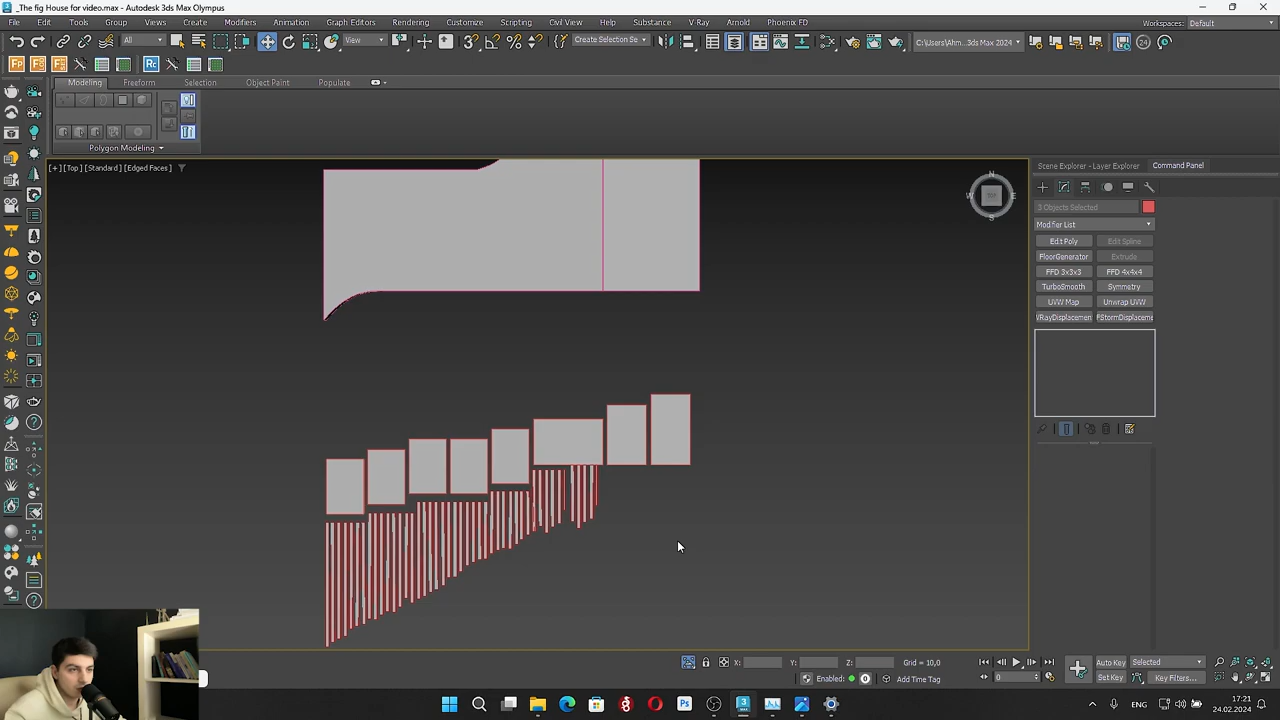 _The fig House for video.max - Autodesk 3ds Max Olympus
File Edit Tools Group Views Create Modifiers Animation Graph Editors Rendering Customize Scripting Civil View Help Substance V-Ray Arnold Phoenix FD
Workspaces: Default
All View Create Selection Se C:\Users\Ahm...3ds Max 2024
Modeling Freeform Selection Object Paint Populate
Polygon Modeling
[+] [Top] [Standard] [Edged Faces]
N
W E
S
Scene Explorer - Layer Explorer Command Panel
3 Objects Selected
Modifier List
Edit Poly Edit Spline
FloorGenerator Extrude
FFD 3x3x3 FFD 4x4x4
TurboSmooth Symmetry
UVW Map Unwrap UVW
VRayDisplacemen FStormDisplaceme
X: Y: Z: Grid = 10,0
Enabled: Add Time Tag
0
Auto Key Selected
Set Key Key Filters...
ENG 17:21
24.02.2024